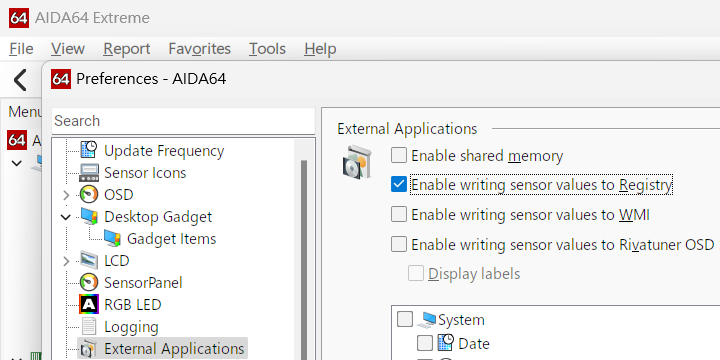 64 AIDA64 Extreme
File View Report Favorites Tools Help
64 Preferences - AIDA64
Menu
Search
External Applications
64 A
Update Frequency
Sensor Icons
OSD
Desktop Gadget
Gadget Items
LCD
SensorPanel
A RGB LED
Logging
External Applications
Enable shared memory
Enable writing sensor values to Registry
Enable writing sensor values to WMI
Enable writing sensor values to Rivatuner OSD
Display labels
System
Date